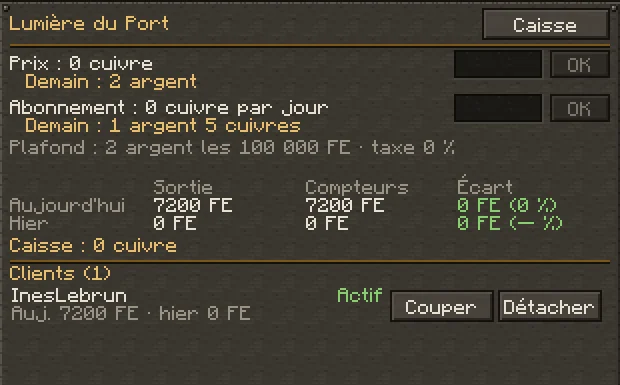 Lumière du Port
Caisse
Prix : 0 cuivre
OK
Demain : 2 argent
Abonnement : 0 cuivre par jour
OK
Demain : 1 argent 5 cuivres
Plafond : 2 argent les 100 000 FE · taxe 0 %
Sortie Compteurs Écart
Aujourd'hui 7200 FE 7200 FE 0 FE (0 %)
Hier 0 FE 0 FE 0 FE (— %)
Caisse : 0 cuivre
Clients (1)
InesLebrun
Actif
Couper
Détacher
Auj. 7200 FE · hier 0 FE